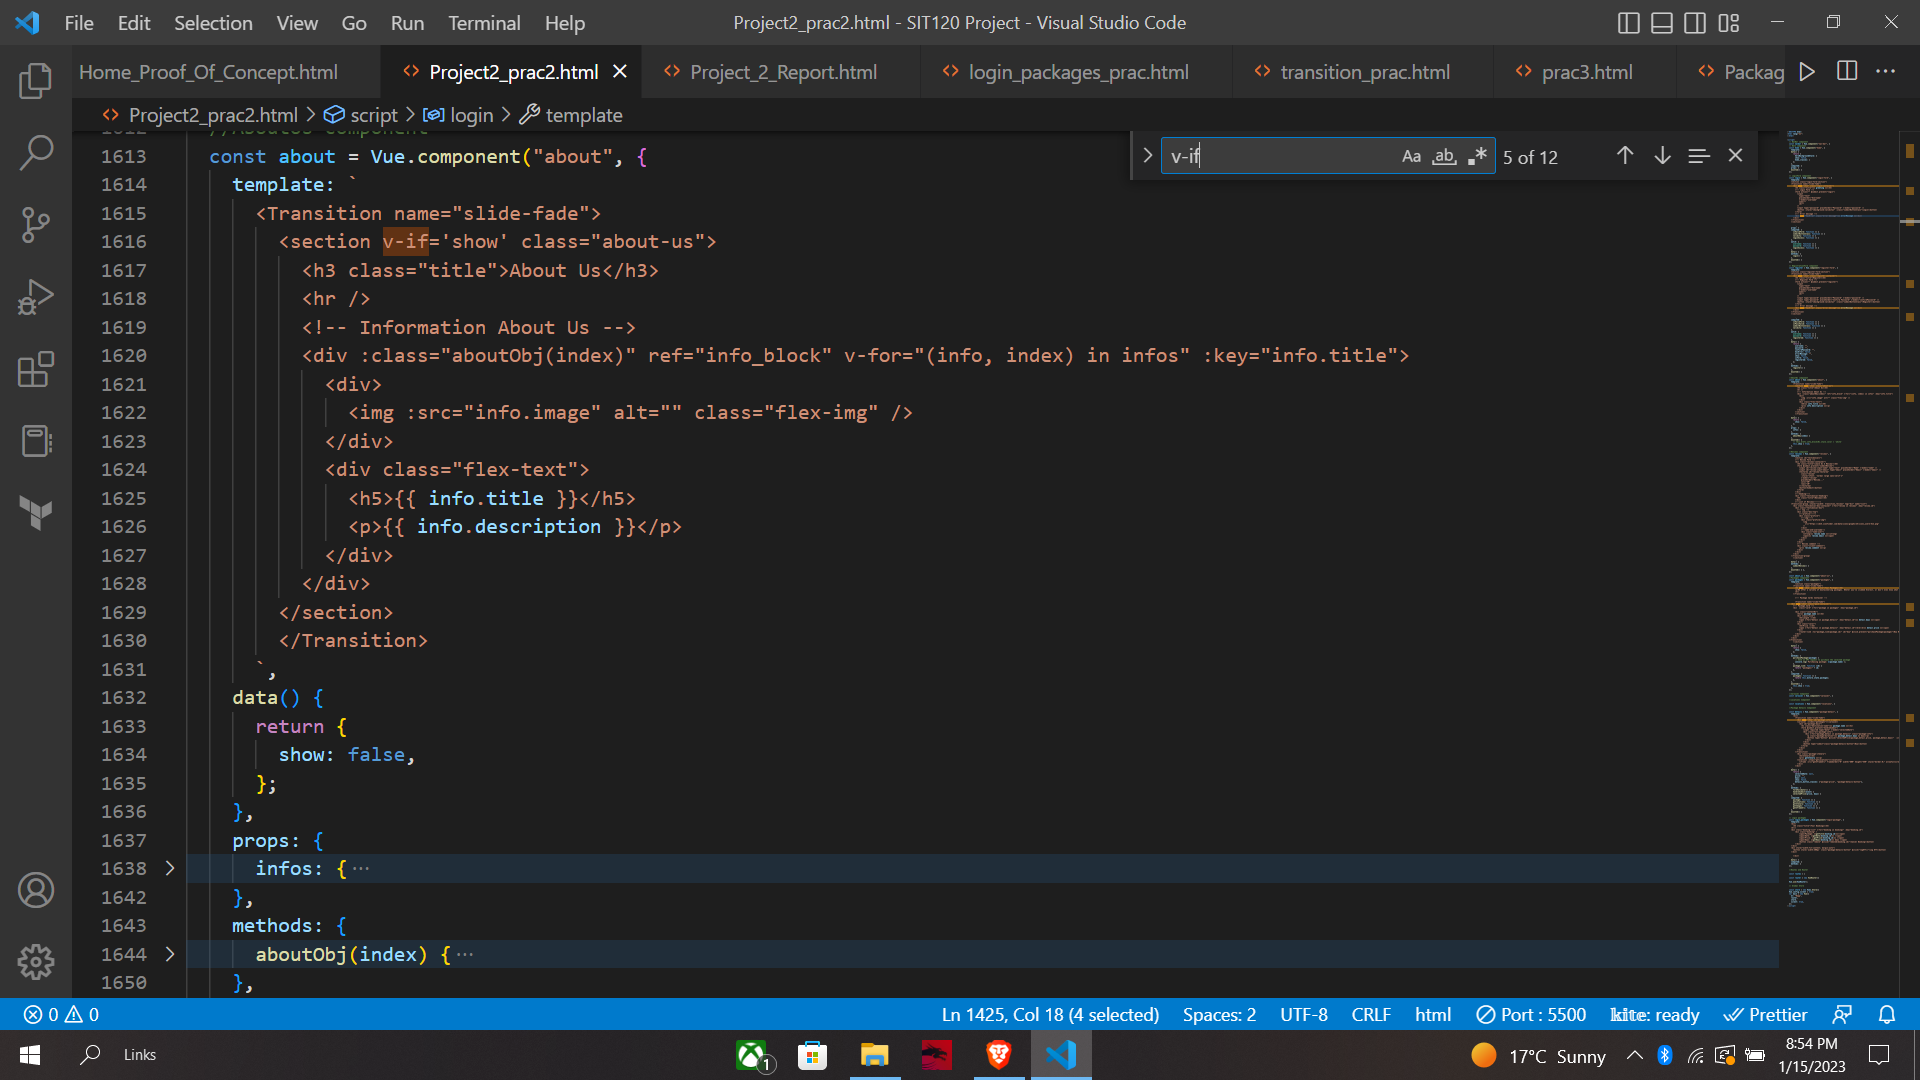 File Edit Selection View Go Run Terminal Help
Project2_prac2.html - SIT120 Project - Visual Studio Code
Home_Proof_Of_Concept.html
Project2_prac2.html
Project_2_Report.html
login_packages_prac.html
transition_prac.html
prac3.html
Packag
Project2_prac2.html > script > login > template
v-if
Aa ab .* 5 of 12
1613 const about = Vue.component("about", {
1614 template: `
1615 <Transition name="slide-fade">
1616 <section v-if='show' class="about-us">
1617 <h3 class="title">About Us</h3>
1618 <hr />
1619 <!-- Information About Us -->
1620 <div :class="aboutObj(index)" ref="info_block" v-for="(info, index) in infos" :key="info.title">
1621 <div>
1622 <img :src="info.image" alt="" class="flex-img" />
1623 </div>
1624 <div class="flex-text">
1625 <h5>{{ info.title }}</h5>
1626 <p>{{ info.description }}</p>
1627 </div>
1628 </div>
1629 </section>
1630 </Transition>
1631 `,
1632 data() {
1633 return {
1634 show: false,
1635 };
1636 },
1637 props: {
1638 infos: {···
1642 },
1643 methods: {
1644 aboutObj(index) {···
1650 },
0 0
Ln 1425, Col 18 (4 selected) Spaces: 2 UTF-8 CRLF html Port : 5500 kite: ready Prettier
Links
1
17°C Sunny
8:54 PM
1/15/2023